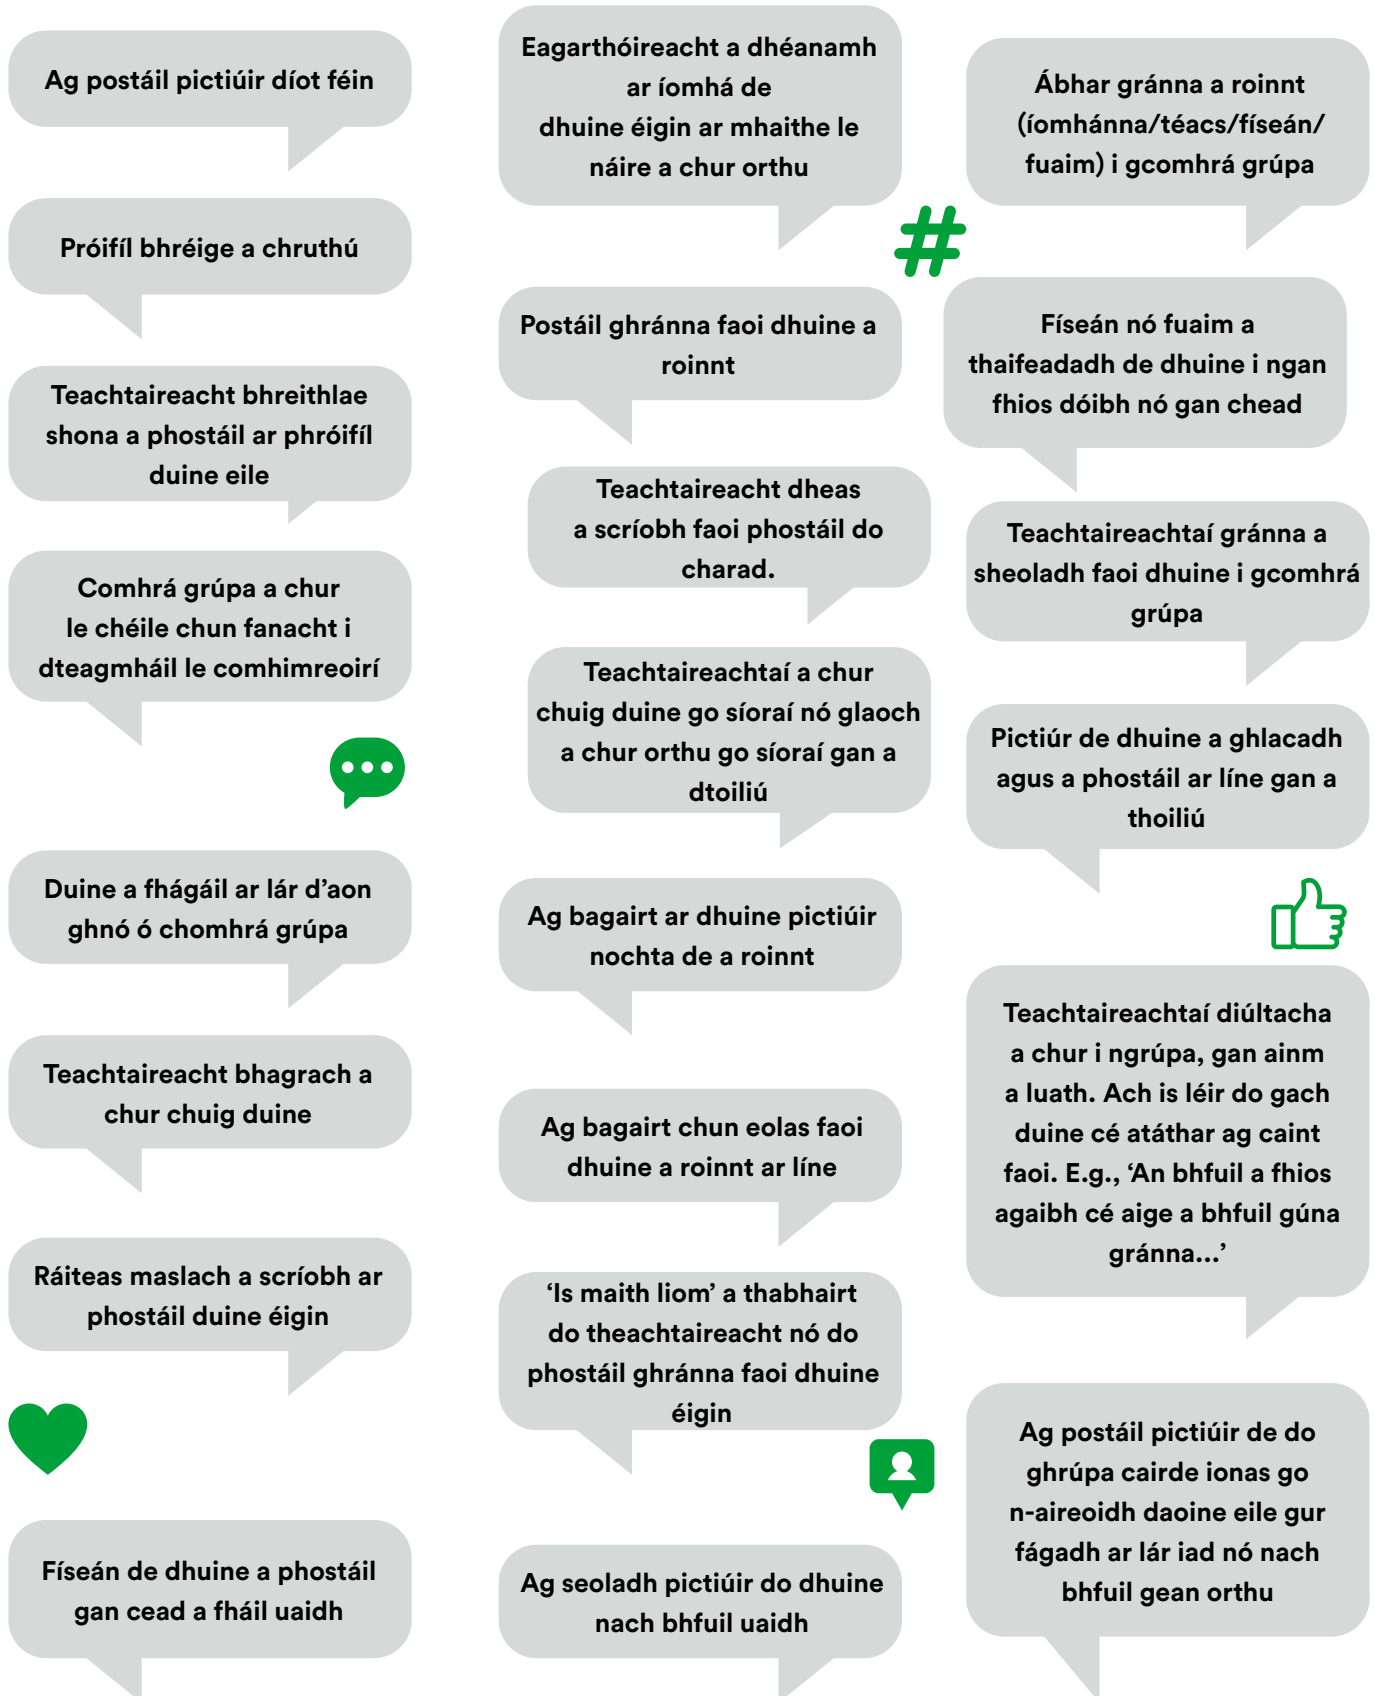 Ag postáil pictiúir díot féin
Próifíl bhréige a chruthú
Teachtaireacht bhreithlae
shona a phostáil ar phróifíl
duine eile
Comhrá grúpa a chur
le chéile chun fanacht i
dteagmháil le comhimreoirí
Duine a fhágáil ar lár d’aon
ghnó ó chomhrá grúpa
Teachtaireacht bhagrach a
chur chuig duine
Ráiteas maslach a scríobh ar
phostáil duine éigin
Físeán de dhuine a phostáil
gan cead a fháil uaidh
Eagarthóireacht a dhéanamh
ar íomhá de
dhuine éigin ar mhaithe le
náire a chur orthu
Postáil ghránna faoi dhuine a
roinnt
Teachtaireacht dheas
a scríobh faoi phostáil do
charad.
Teachtaireachtaí a chur
chuig duine go síoraí nó glaoch
a chur orthu go síoraí gan a
dtoiliú
Ag bagairt ar dhuine pictiúir
nochta de a roinnt
Ag bagairt chun eolas faoi
dhuine a roinnt ar líne
‘Is maith liom’ a thabhairt
do theachtaireacht nó do
phostáil ghránna faoi dhuine
éigin
Ag seoladh pictiúir do dhuine
nach bhfuil uaidh
Ábhar gránna a roinnt
(íomhánna/téacs/físeán/
fuaim) i gcomhrá grúpa
Físeán nó fuaim a
thaifeadadh de dhuine i ngan
fhios dóibh nó gan chead
Teachtaireachtaí gránna a
sheoladh faoi dhuine i gcomhrá
grúpa
Pictiúr de dhuine a ghlacadh
agus a phostáil ar líne gan a
thoiliú
Teachtaireachtaí diúltacha
a chur i ngrúpa, gan ainm
a luath. Ach is léir do gach
duine cé atáthar ag caint
faoi. E.g., ‘An bhfuil a fhios
agaibh cé aige a bhfuil gúna
gránna...’
Ag postáil pictiúir de do
ghrúpa cairde ionas go
n-aireoidh daoine eile gur
fágadh ar lár iad nó nach
bhfuil gean orthu